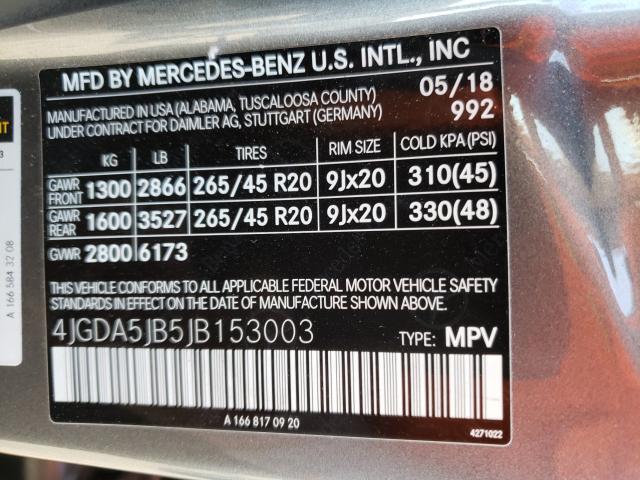 MFD BY MERCEDES-BENZ U.S. INTL., INC
MANUFACTURED IN USA (ALABAMA, TUSCALOOSA COUNTY) 05/18
UNDER CONTRACT FOR DAIMLER AG, STUTTGART (GERMANY) 992
KG LB TIRES RIM SIZE COLD KPA (PSI)
GAWR FRONT 1300 2866 265/45 R20 9Jx20 310(45)
GAWR REAR 1600 3527 265/45 R20 9Jx20 330(48)
GVWR 2800 6173
THIS VEHICLE CONFORMS TO ALL APPLICABLE FEDERAL MOTOR VEHICLE SAFETY
STANDARDS IN EFFECT ON THE DATE OF MANUFACTURE SHOWN ABOVE.
4JGDA5JB5JB153003 TYPE: MPV
A 166 817 09 20
4271022
A 166 584 32 08